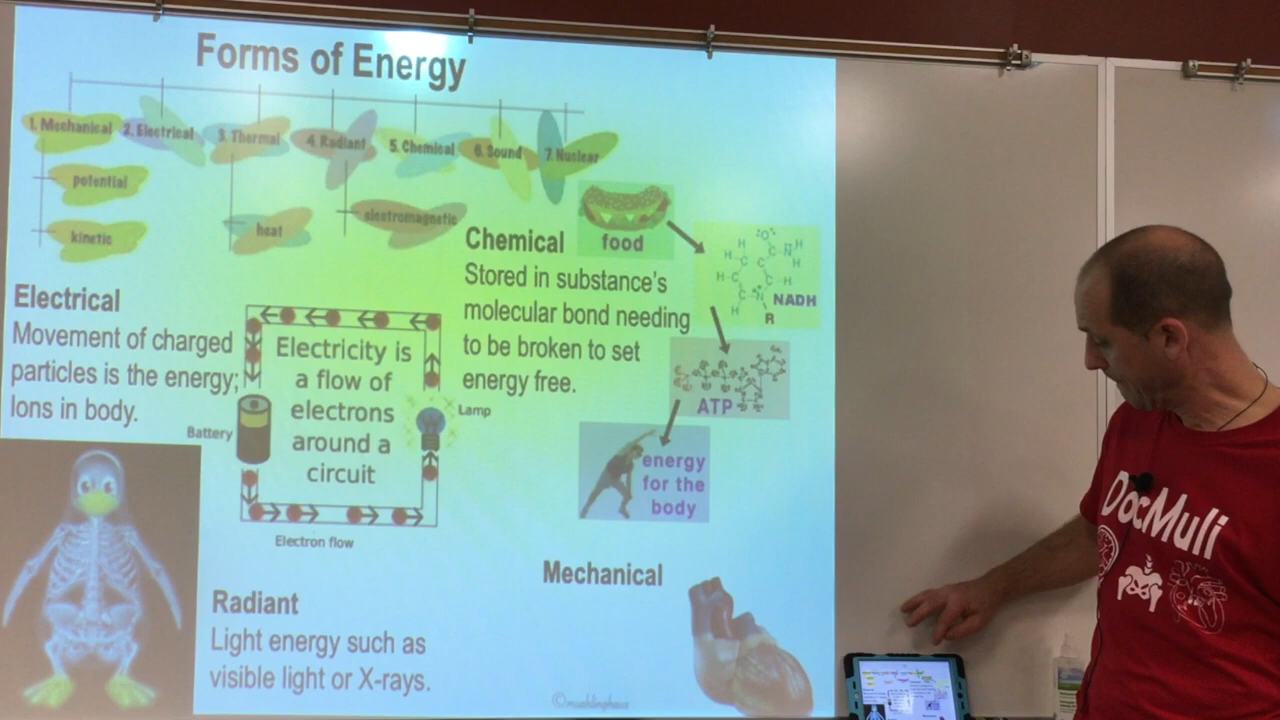 Forms of Energy
1. Mechanical
2. Electrical
3. Thermal
4. Radiant
5. Chemical
6. Sound
7. Nuclear
potential
kinetic
heat
electromagnetic
food
Chemical
Stored in substance's
molecular bond needing
to be broken to set
energy free.
NADH
R
ATP
energy
for the
body
Electrical
Movement of charged
particles is the energy;
Ions in body.
Electricity is
a flow of
electrons
around a
circuit
Battery
Lamp
Electron flow
Radiant
Light energy such as
visible light or X-rays.
Mechanical
DocMuli